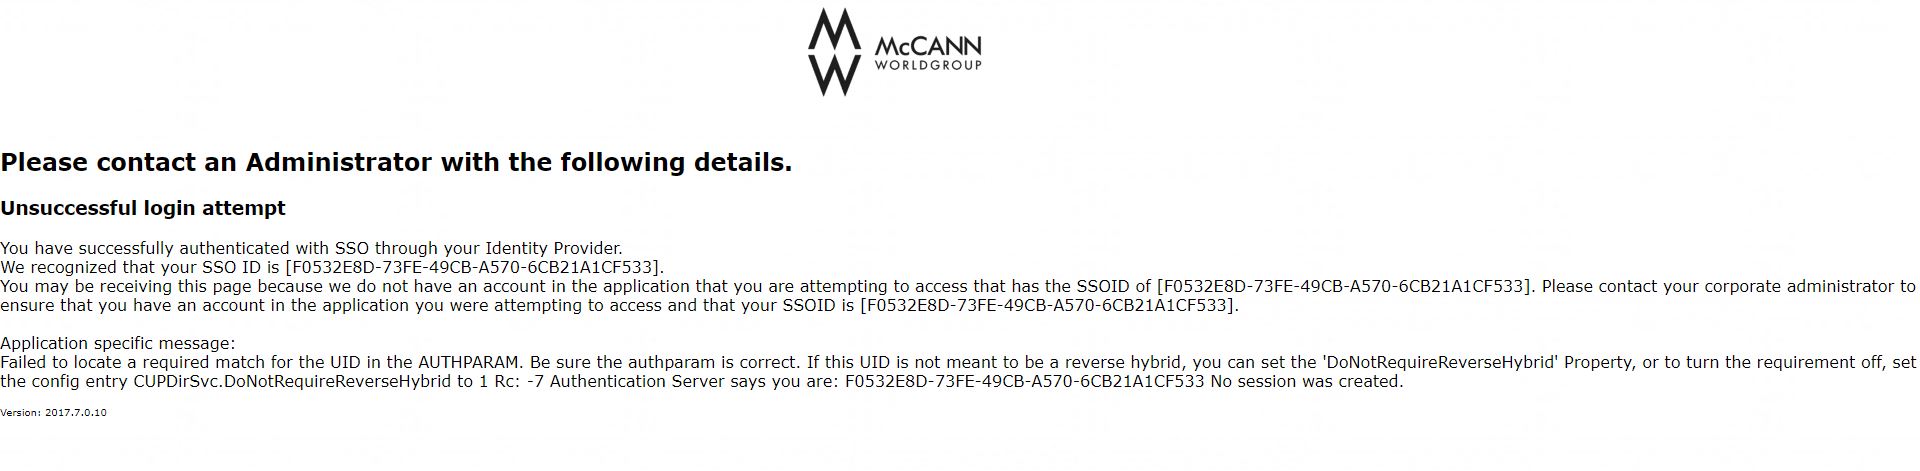 McCANN
WORLDGROUP
Please contact an Administrator with the following details.
Unsuccessful login attempt
You have successfully authenticated with SSO through your Identity Provider.
We recognized that your SSO ID is [F0532E8D-73FE-49CB-A570-6CB21A1CF533].
You may be receiving this page because we do not have an account in the application that you are attempting to access that has the SSOID of [F0532E8D-73FE-49CB-A570-6CB21A1CF533]. Please contact your corporate administrator to
ensure that you have an account in the application you were attempting to access and that your SSOID is [F0532E8D-73FE-49CB-A570-6CB21A1CF533].
Application specific message:
Failed to locate a required match for the UID in the AUTHPARAM. Be sure the authparam is correct. If this UID is not meant to be a reverse hybrid, you can set the 'DoNotRequireReverseHybrid' Property, or to turn the requirement off, set
the config entry CUPDirSvc.DoNotRequireReverseHybrid to 1 Rc: -7 Authentication Server says you are: F0532E8D-73FE-49CB-A570-6CB21A1CF533 No session was created.
Version: 2017.7.0.10